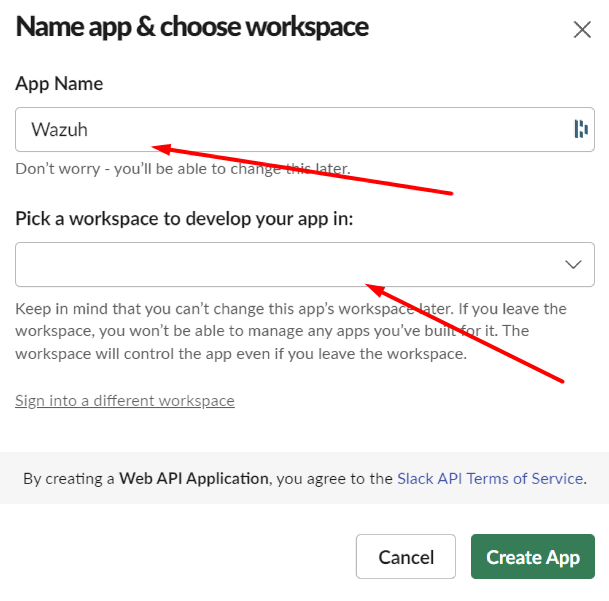 Name app & choose workspace
App Name
Wazuh
Don't worry - you'll be able to change this later.
Pick a workspace to develop your app in:
Keep in mind that you can't change this app's workspace later. If you leave the
workspace, you won't be able to manage any apps you've built for it. The
workspace will control the app even if you leave the workspace.
Sign into a different workspace
By creating a Web API Application, you agree to the Slack API Terms of Service.
Cancel
Create App